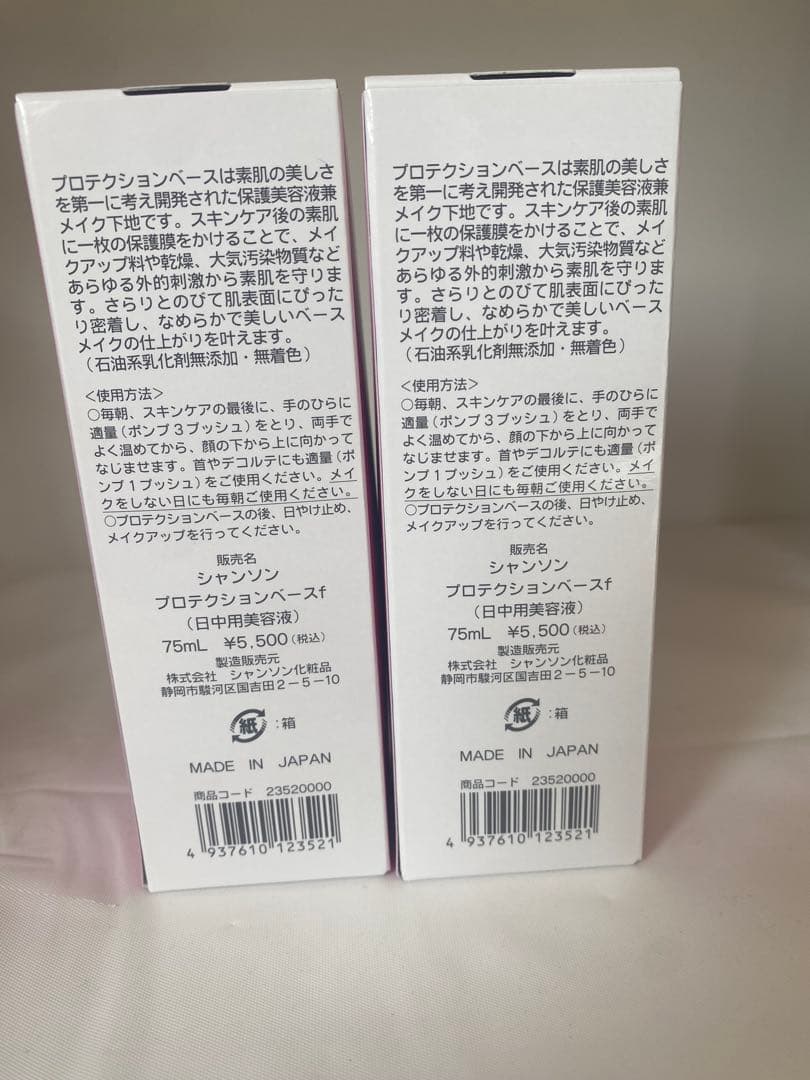 プロテクションベースは素肌の美しさ
を第一に考え開発された保護美容液兼
メイク下地です。スキンケア後の素肌
に一枚の保護膜をかけることで、メイ
クアップ料や乾燥、大気汚染物質など
あらゆる外的刺激から素肌を守りま
す。さらりとのびて肌表面にぴった
り密着し、なめらかで美しいベース
メイクの仕上がりを叶えます。
（石油系乳化剤無添加・無着色）
＜使用方法＞
○毎朝、スキンケアの最後に、手のひらに
適量（ポンプ３プッシュ）をとり、両手で
よく温めてから、顔の下から上に向かって
なじませます。首やデコルテにも適量（ポ
ンプ１プッシュ）をご使用ください。メイ
クをしない日にも毎朝ご使用ください。
○プロテクションベースの後、日やけ止め、
メイクアップを行ってください。
販売名
シャンソン
プロテクションベースf
（日中用美容液）
75mL ¥5,500（税込）
製造販売元
株式会社 シャンソン化粧品
静岡市駿河区国吉田２－５－10
紙：箱
MADE IN JAPAN
商品コード 23520000
4 937610 123521
プロテクションベースは素肌の美しさ
を第一に考え開発された保護美容液兼
メイク下地です。スキンケア後の素肌
に一枚の保護膜をかけることで、メイ
クアップ料や乾燥、大気汚染物質など
あらゆる外的刺激から素肌を守りま
す。さらりとのびて肌表面にぴった
り密着し、なめらかで美しいベース
メイクの仕上がりを叶えます。
（石油系乳化剤無添加・無着色）
＜使用方法＞
○毎朝、スキンケアの最後に、手のひらに
適量（ポンプ３プッシュ）をとり、両手で
よく温めてから、顔の下から上に向かって
なじませます。首やデコルテにも適量（ポ
ンプ１プッシュ）をご使用ください。メイ
クをしない日にも毎朝ご使用ください。
○プロテクションベースの後、日やけ止め、
メイクアップを行ってください。
販売名
シャンソン
プロテクションベースf
（日中用美容液）
75mL ¥5,500（税込）
製造販売元
株式会社 シャンソン化粧品
静岡市駿河区国吉田２－５－10
紙：箱
MADE IN JAPAN
商品コード 23520000
4 937610 123521